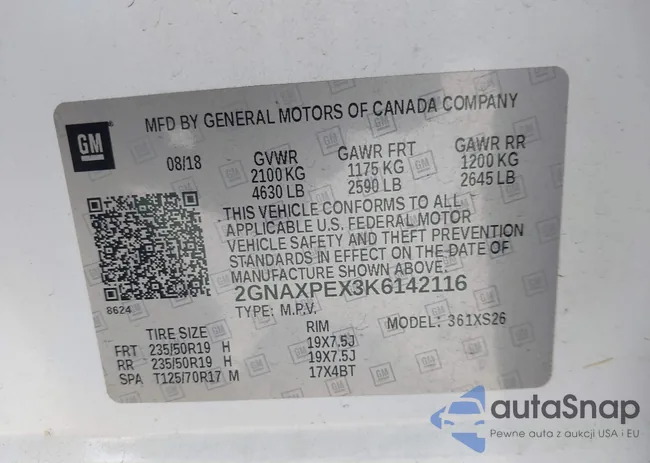 GM
MFD BY GENERAL MOTORS OF CANADA COMPANY
08/18 GVWR GAWR FRT GAWR RR
2100 KG 1175 KG 1200 KG
4630 LB 2590 LB 2645 LB
THIS VEHICLE CONFORMS TO ALL
APPLICABLE U.S. FEDERAL MOTOR
VEHICLE SAFETY AND THEFT PREVENTION
STANDARDS IN EFFECT ON THE DATE OF
MANUFACTURE SHOWN ABOVE.
2GNAXPEX3K6142116
8624
TYPE: M.P.V. MODEL: 361XS26
TIRE SIZE RIM
FRT 235/50R19 H 19X7.5J
RR 235/50R19 H 19X7.5J
SPA T125/70R17 M 17X4BT
autaSnap
Pewne auta z aukcji USA i EU